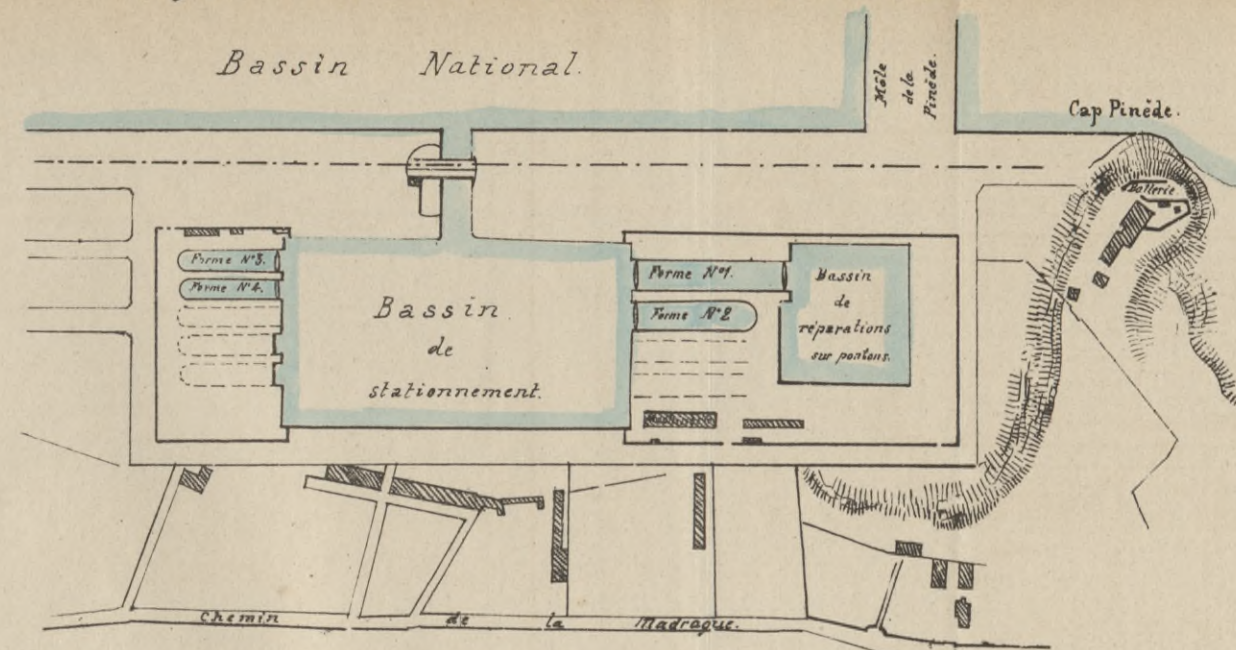 Bassin National.
Môle
de la
Pinède.
Cap Pinède.
Batterie
Forme N°3.
Forme N°4.
Bassin
de
stationnement.
Forme N°1.
Forme N°2
Bassin
de
réparations
sur pontons.
Chemin de la Madrague.